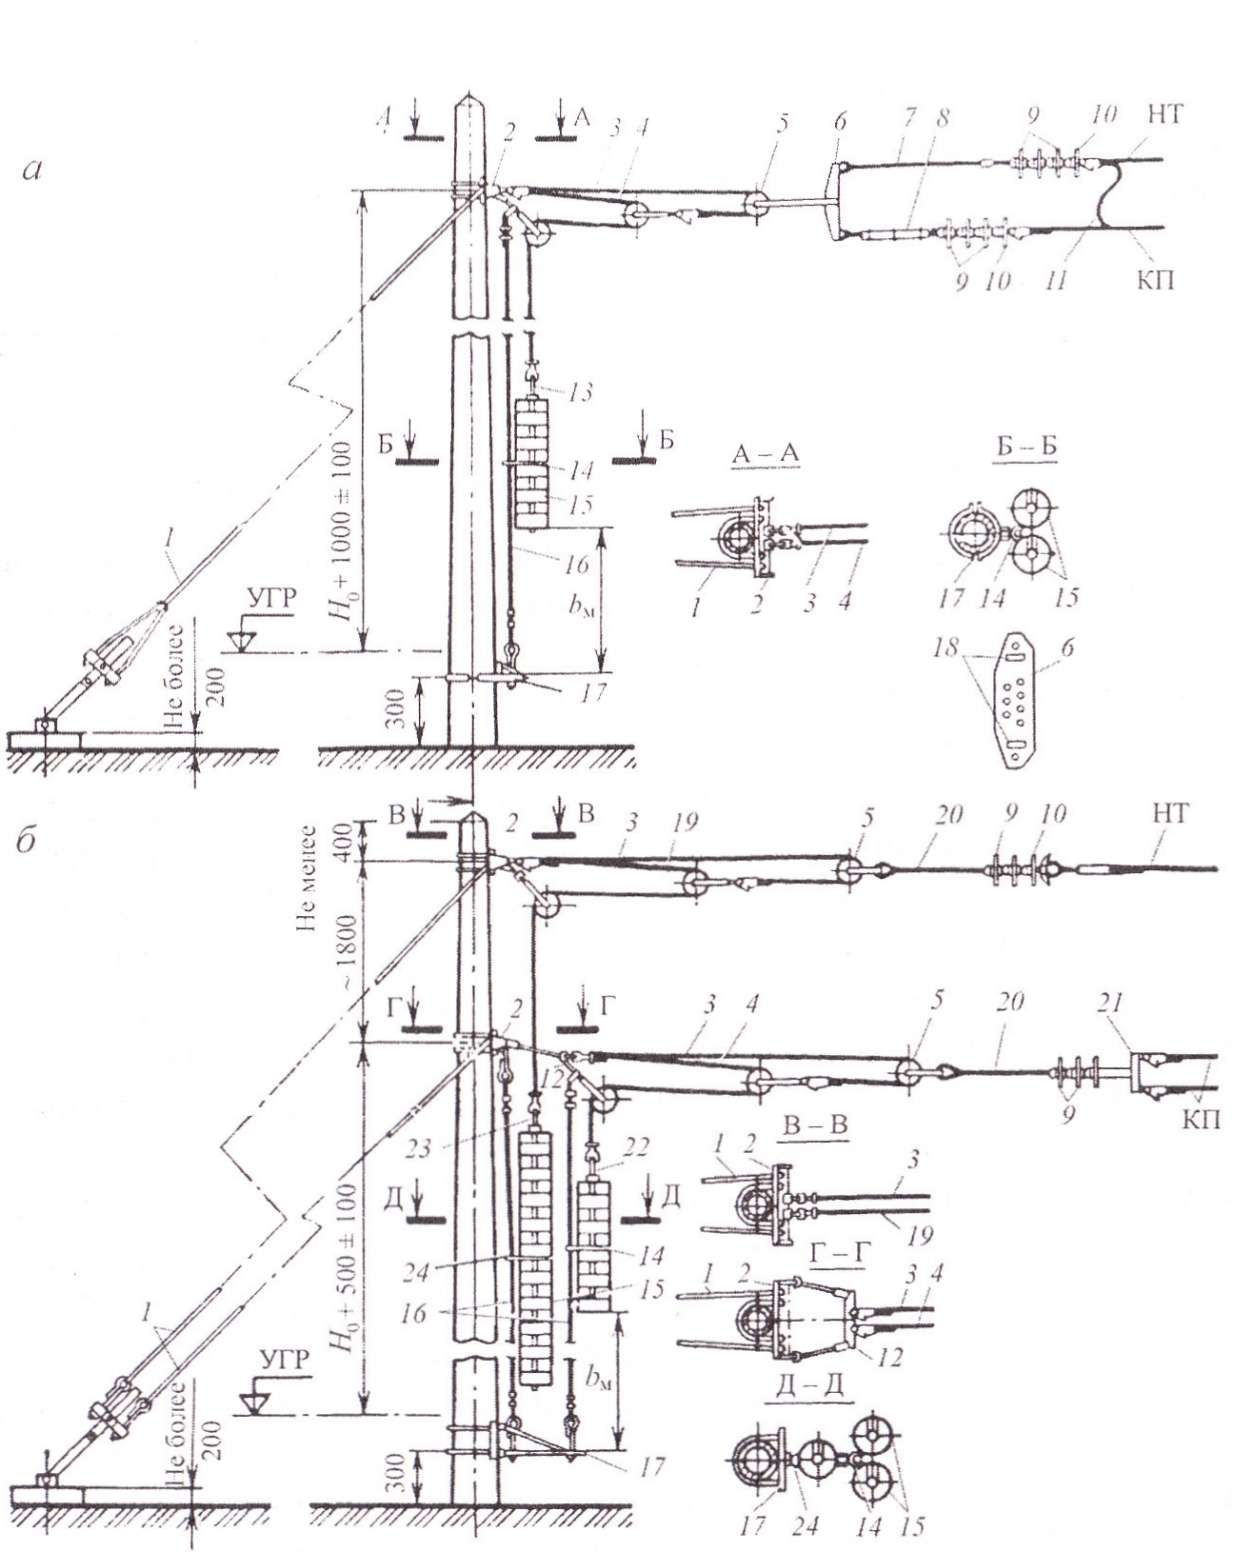 а
А
А
2
3
4
5
6
7
8
9
10
НТ
9
10
11
КП
13
Б
Б
14
15
16
H₀ + 1000 ± 100
bм
1
УГР
Не более
200
300
17
А – А
1
2
3
4
Б – Б
17
14
15
18
6
б
В
В
2
3
19
5
20
9
10
НТ
Не менее
400
~1800
Г
Г
2
12
3
4
5
20
21
9
КП
23
22
Д
Д
24
14
15
16
H₀ + 500 ± 100
bм
1
УГР
Не более
200
300
17
В – В
1
2
3
19
Г – Г
1
2
3
4
12
Д – Д
17
24
14
15